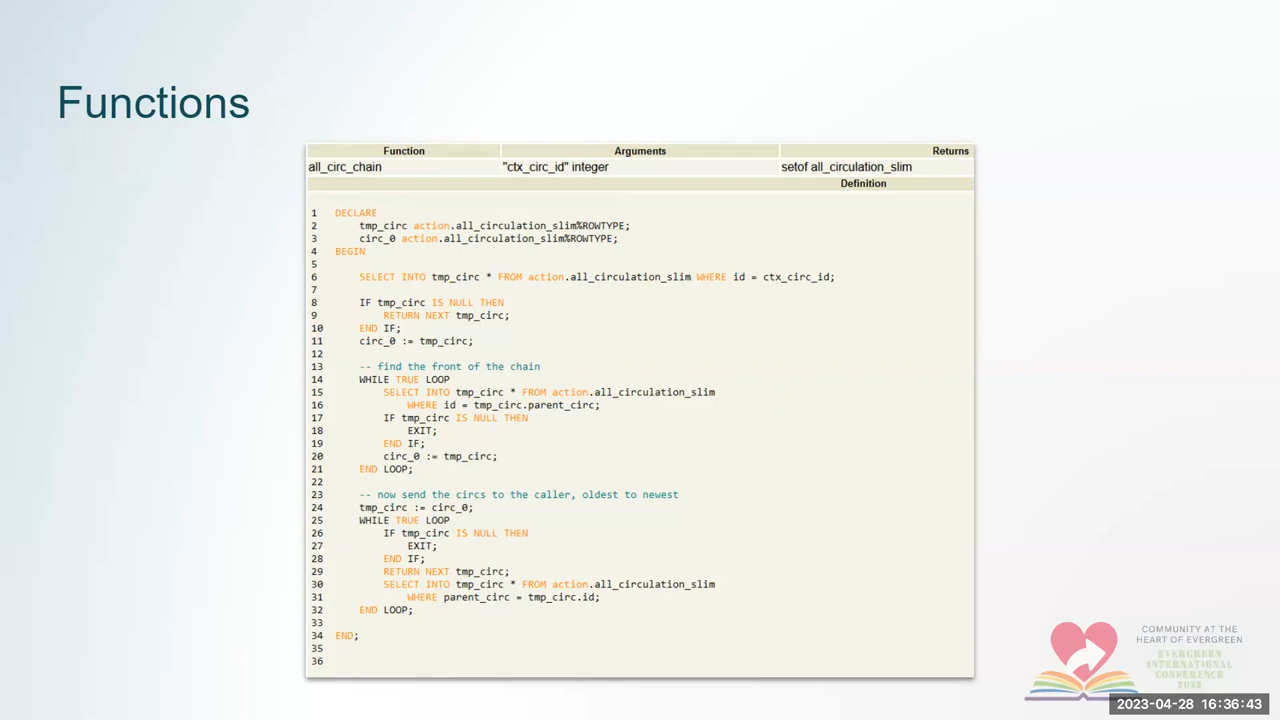 Functions
Function Arguments Returns
all_circ_chain "ctx_circ_id" integer setof all_circulation_slim
Definition
1 DECLARE
2 tmp_circ action.all_circulation_slim%ROWTYPE;
3 circ_0 action.all_circulation_slim%ROWTYPE;
4 BEGIN
5
6 SELECT INTO tmp_circ * FROM action.all_circulation_slim WHERE id = ctx_circ_id;
7
8 IF tmp_circ IS NULL THEN
9 RETURN NEXT tmp_circ;
10 END IF;
11 circ_0 := tmp_circ;
12
13 -- find the front of the chain
14 WHILE TRUE LOOP
15 SELECT INTO tmp_circ * FROM action.all_circulation_slim
16 WHERE id = tmp_circ.parent_circ;
17 IF tmp_circ IS NULL THEN
18 EXIT;
19 END IF;
20 circ_0 := tmp_circ;
21 END LOOP;
22
23 -- now send the circs to the caller, oldest to newest
24 tmp_circ := circ_0;
25 WHILE TRUE LOOP
26 IF tmp_circ IS NULL THEN
27 EXIT;
28 END IF;
29 RETURN NEXT tmp_circ;
30 SELECT INTO tmp_circ * FROM action.all_circulation_slim
31 WHERE parent_circ = tmp_circ.id;
32 END LOOP;
33
34 END;
35
36
COMMUNITY AT THE
HEART OF EVERGREEN
EVERGREEN
INTERNATIONAL
CONFERENCE
2023
2023-04-28 16:36:43